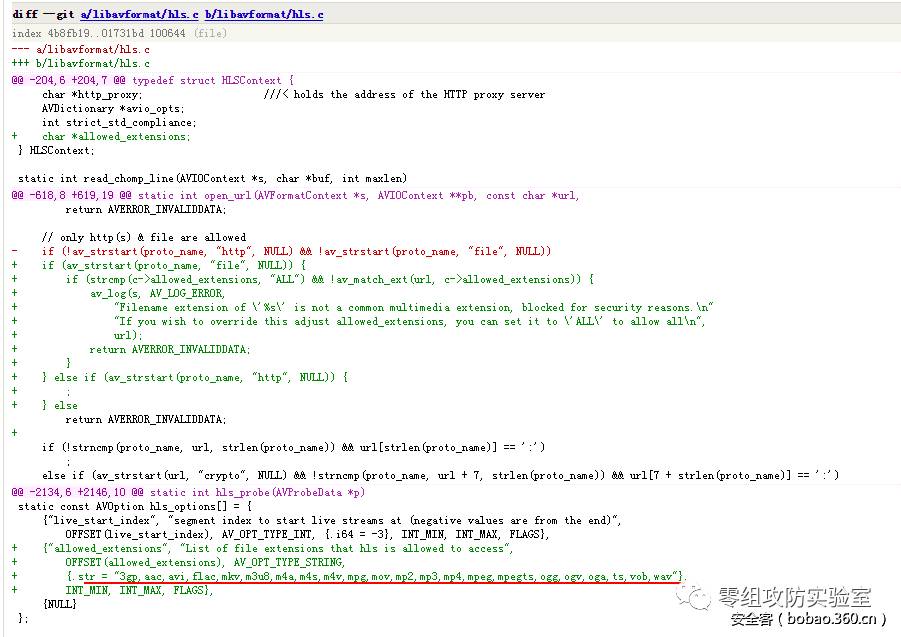 diff --git a/libavformat/hls.c b/libavformat/hls.c
index 4b8fb19..01731bd 100644 (file)
--- a/libavformat/hls.c
+++ b/libavformat/hls.c
@@ -204,6 +204,7 @@ typedef struct HLSContext {
     char *http_proxy;                    ///< holds the address of the HTTP proxy server
     AVDictionary *avio_opts;
     int strict_std_compliance;
+    char *allowed_extensions;
 } HLSContext;
 static int read_chomp_line(AVIOContext *s, char *buf, int maxlen)
@@ -618,8 +619,19 @@ static int open_url(AVFormatContext *s, AVIOContext **pb, const char *url,
         return AVERROR_INVALIDDATA;
     // only http(s) & file are allowed
-    if (!av_strstart(proto_name, "http", NULL) && !av_strstart(proto_name, "file", NULL))
+    if (av_strstart(proto_name, "file", NULL)) {
+        if (strcmp(c->allowed_extensions, "ALL") && !av_match_ext(url, c->allowed_extensions)) {
+            av_log(s, AV_LOG_ERROR,
+                "Filename extension of \'%s\' is not a common multimedia extension, blocked for security reasons.\n"
+                "If you wish to override this adjust allowed_extensions, you can set it to \'ALL\' to allow all\n",
+                url);
+            return AVERROR_INVALIDDATA;
+        }
+    } else if (av_strstart(proto_name, "http", NULL)) {
+        ;
+    } else
         return AVERROR_INVALIDDATA;
+
     if (!strncmp(proto_name, url, strlen(proto_name)) && url[strlen(proto_name)] == ':')
         ;
     else if (av_strstart(url, "crypto", NULL) && !strncmp(proto_name, url + 7, strlen(proto_name)) && url[7 + strlen(proto_name)] == ':')
@@ -2134,6 +2146,10 @@ static int hls_probe(AVProbeData *p)
 static const AVOption hls_options[] = {
     {"live_start_index", "segment index to start live streams at (negative values are from the end)",
         OFFSET(live_start_index), AV_OPT_TYPE_INT, {.i64 = -3}, INT_MIN, INT_MAX, FLAGS},
+    {"allowed_extensions", "List of file extensions that hls is allowed to access",
+        OFFSET(allowed_extensions), AV_OPT_TYPE_STRING,
+        {.str = "3gp,aac,avi,flac,mkv,m3u8,m4a,m4s,m4v,mpg,mov,mp2,mp3,mp4,mpeg,mpegts,ogg,ogv,oga,ts,vob,wav"},
+        INT_MIN, INT_MAX, FLAGS},
     {NULL}
 };
零组攻防实验室
安全客 ( bobao.360.cn )